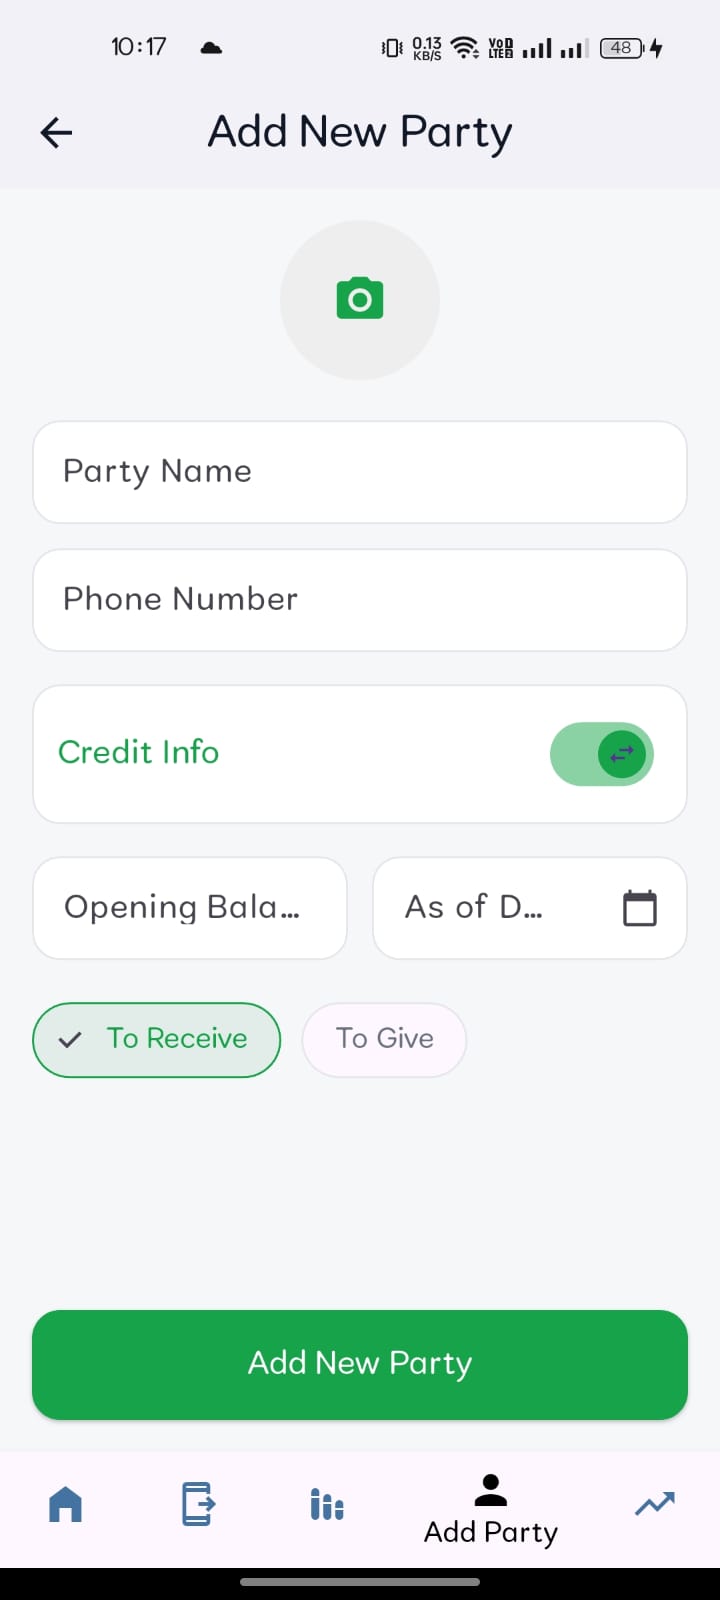 10:17 0.13 KB/S VoD LTE2 48
Add New Party
Party Name
Phone Number
Credit Info
Opening Bala... As of D...
To Receive To Give
Add New Party
Add Party